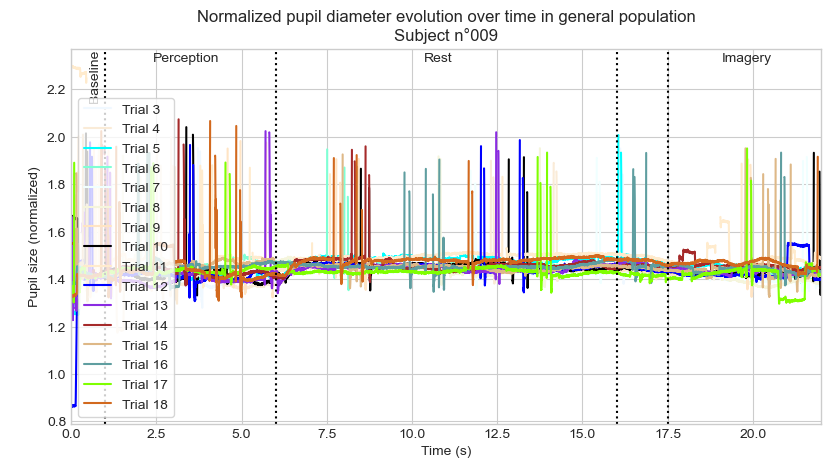 Normalized pupil diameter evolution over time in general population
Subject n°009
Baseline
Perception
Rest
Imagery
Pupil size (normalized)
2.2
2.0
1.8
1.6
1.4
1.2
1.0
0.8
Trial 3
Trial 4
Trial 5
Trial 6
Trial 7
Trial 8
Trial 9
Trial 10
Trial 11
Trial 12
Trial 13
Trial 14
Trial 15
Trial 16
Trial 17
Trial 18
0.0 2.5 5.0 7.5 10.0 12.5 15.0 17.5 20.0
Time (s)